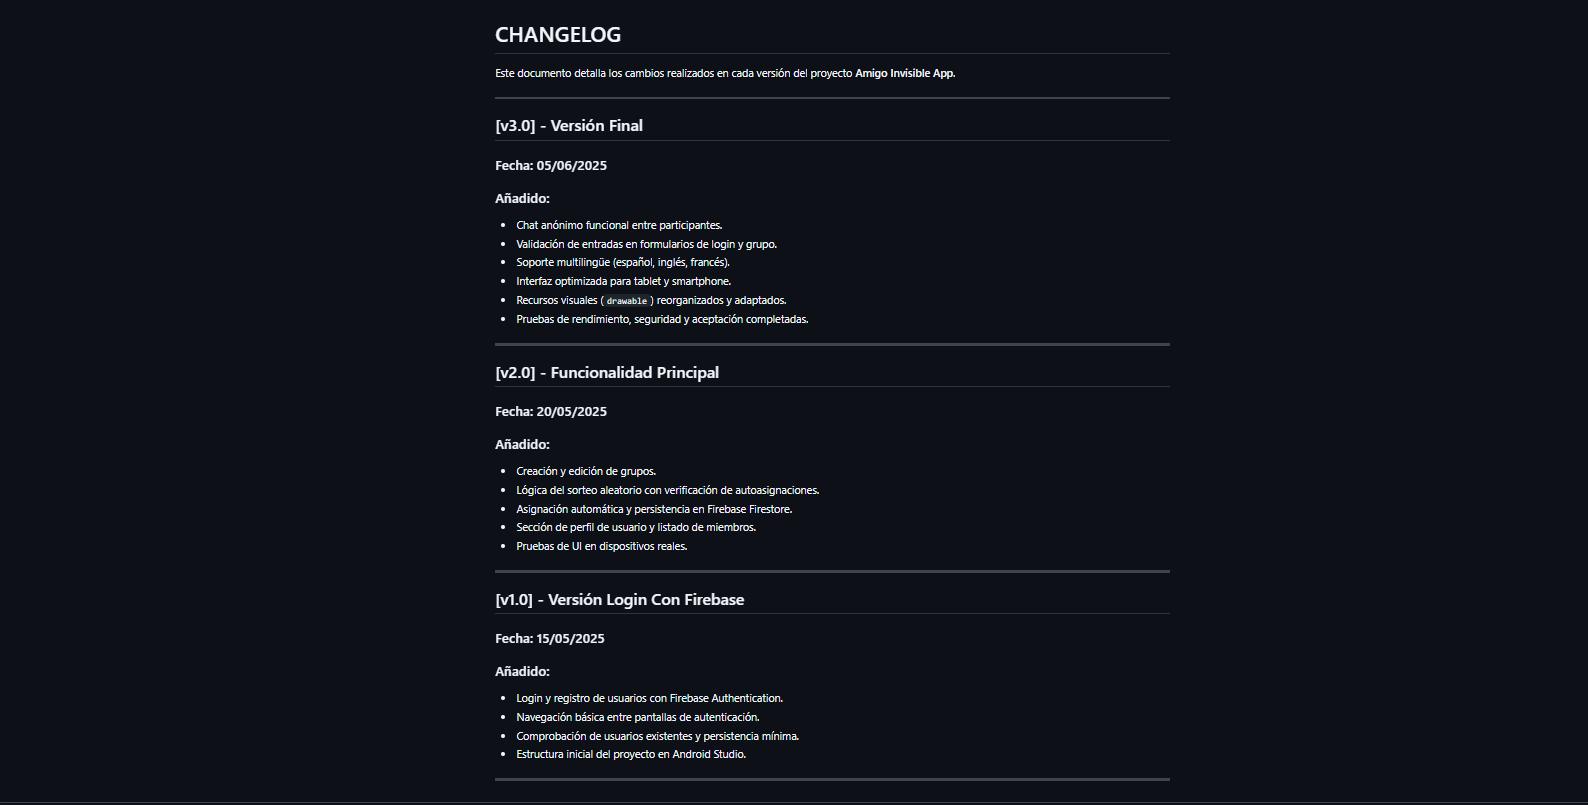 CHANGELOG
Este documento detalla los cambios realizados en cada versión del proyecto Amigo Invisible App.
[v3.0] - Versión Final
Fecha: 05/06/2025
Añadido:
• Chat anónimo funcional entre participantes.
• Validación de entradas en formularios de login y grupo.
• Soporte multilingüe (español, inglés, francés).
• Interfaz optimizada para tablet y smartphone.
• Recursos visuales ( drawable ) reorganizados y adaptados.
• Pruebas de rendimiento, seguridad y aceptación completadas.
[v2.0] - Funcionalidad Principal
Fecha: 20/05/2025
Añadido:
• Creación y edición de grupos.
• Lógica del sorteo aleatorio con verificación de autoasignaciones.
• Asignación automática y persistencia en Firebase Firestore.
• Sección de perfil de usuario y listado de miembros.
• Pruebas de UI en dispositivos reales.
[v1.0] - Versión Login Con Firebase
Fecha: 15/05/2025
Añadido:
• Login y registro de usuarios con Firebase Authentication.
• Navegación básica entre pantallas de autenticación.
• Comprobación de usuarios existentes y persistencia mínima.
• Estructura inicial del proyecto en Android Studio.